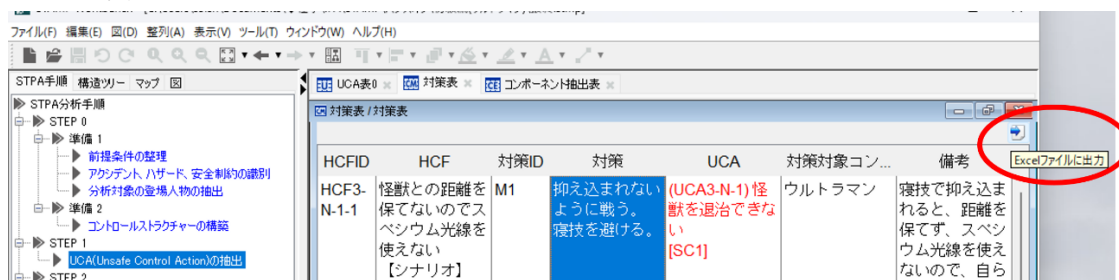 ファイル(F) 編集(E) 図(D) 整列(A) 表示(V) ツール(T) ウィンドウ(W) ヘルプ(H)
STPA手順 構造ツリー マップ 図
UCA表0 対策表 コンポーネント抽出表
STPA分析手順
STEP 0
準備 1
前提条件の整理
アクシデント、ハザード、安全制約の識別
分析対象の登場人物の抽出
準備 2
コントロールストラクチャーの構築
STEP 1
UCA(Unsafe Control Action)の抽出
STEP 2
対策表 / 対策表
Excelファイルに出力
HCFID HCF 対策ID 対策 UCA 対策対象コン... 備考
HCF3-N-1-1
怪獣との距離を
保てないのでス
ペシウム光線を
使えない
【シナリオ】
M1
抑え込まれない
ように戦う。
寝技を避ける。
(UCA3-N-1) 怪
獣を退治できな
い
[SC1]
ウルトラマン
寝技で抑え込ま
れると、距離を
保てず、スペシ
ウム光線を使え
ないので、自ら